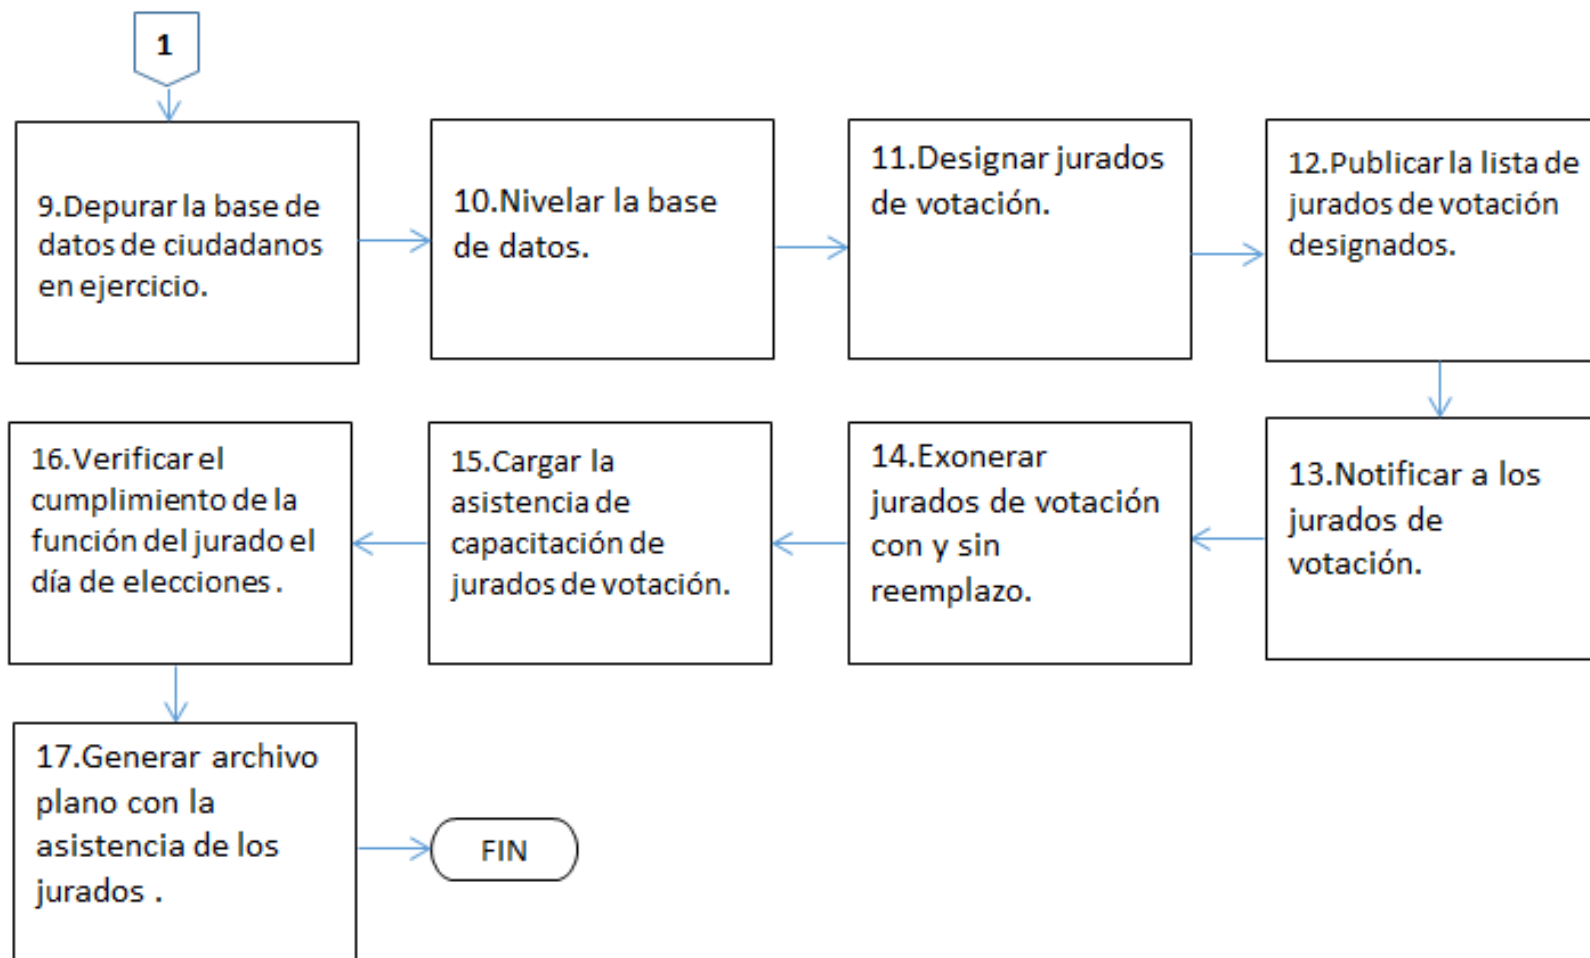 1
9.Depurar la base de
datos de ciudadanos
en ejercicio.
10.Nivelar la base
de datos.
11.Designar jurados
de votación.
12.Publicar la lista de
jurados de votación
designados.
13.Notificar a los
jurados de
votación.
14.Exonerar
jurados de votación
con y sin
reemplazo.
15.Cargar la
asistencia de
capacitación de
jurados de votación.
16.Verificar el
cumplimiento de la
función del jurado el
día de elecciones .
17.Generar archivo
plano con la
asistencia de los
jurados .
FIN